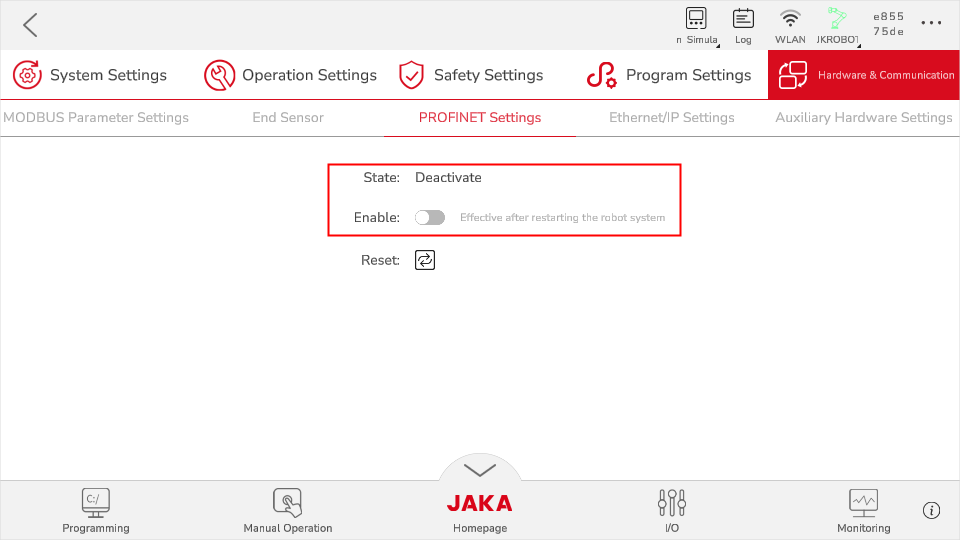 n Simula Log WLAN JKROBOT e855
75de
System Settings Operation Settings Safety Settings Program Settings Hardware & Communication
MODBUS Parameter Settings End Sensor PROFINET Settings Ethernet/IP Settings Auxiliary Hardware Settings
State: Deactivate
Enable: Effective after restarting the robot system
Reset:
C:/
JAKA
Programming Manual Operation Homepage I/O Monitoring
i